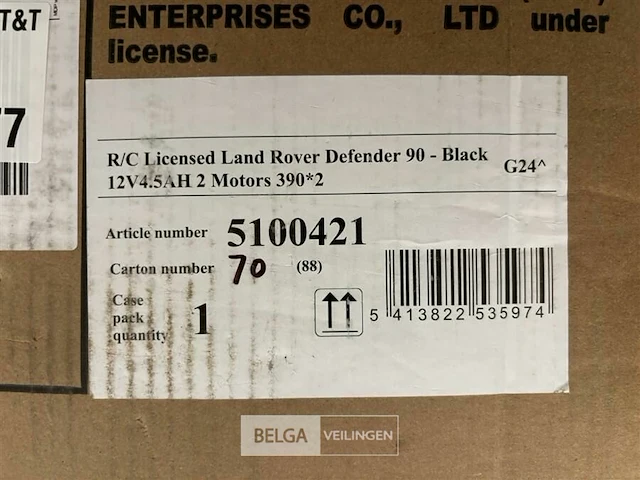 ENTERPRISES CO., LTD under
license.
T&T
7
R/C Licensed Land Rover Defender 90 - Black
12V4.5AH 2 Motors 390*2
G24^
Article number 5100421
Carton number 70 (88)
Case
pack
quantity
1
5 413822 535974
BELGA VEILINGEN